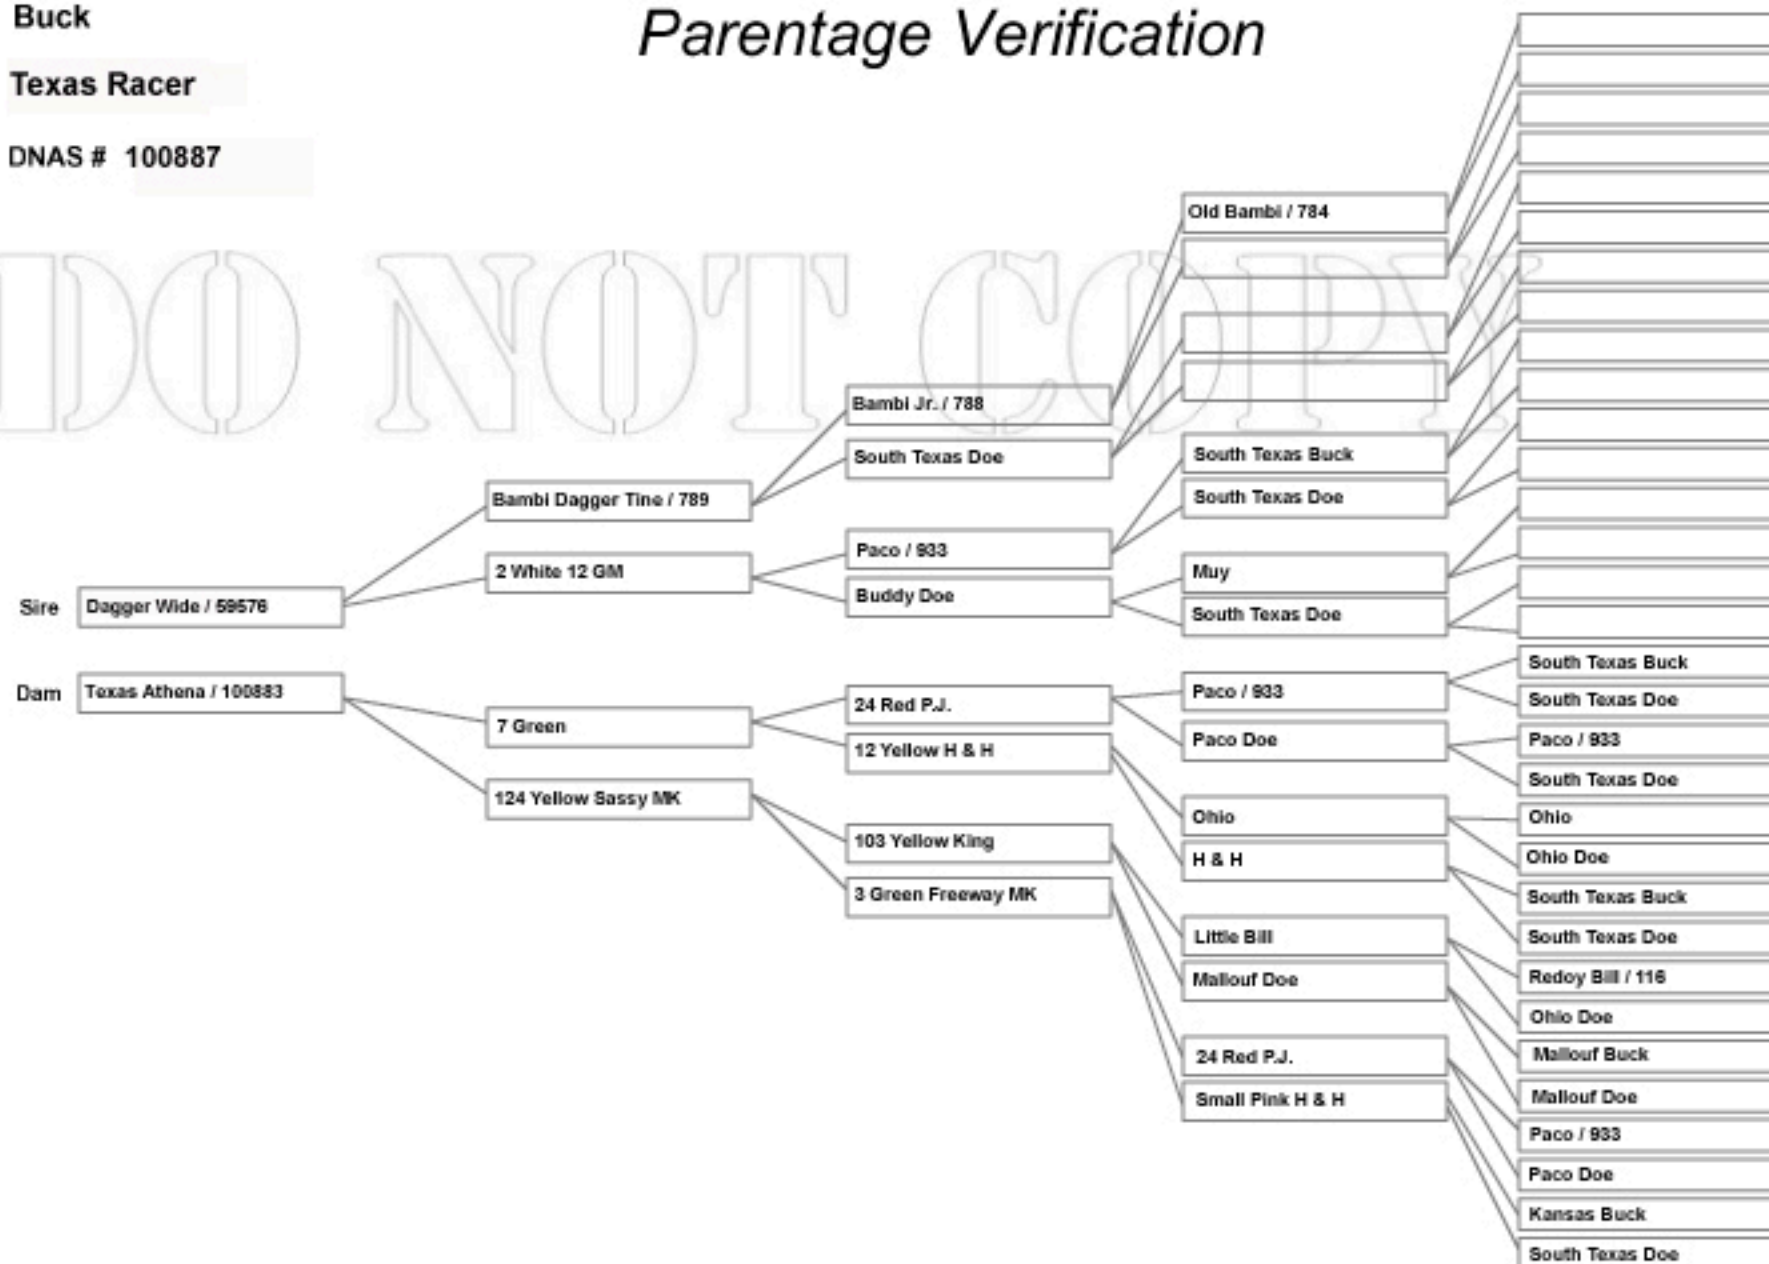 Buck
Parentage Verification
Texas Racer
DNAS # 100887
DO NOT COPY
Sire
Dagger Wide / 59576
Dam
Texas Athena / 100883
Bambi Dagger Tine / 789
2 White 12 GM
7 Green
124 Yellow Sassy MK
Bambi Jr. / 788
South Texas Doe
Paco / 933
Buddy Doe
24 Red P.J.
12 Yellow H & H
103 Yellow King
3 Green Freeway MK
Old Bambi / 784
South Texas Buck
South Texas Doe
Muy
South Texas Doe
Paco / 933
Paco Doe
Ohio
H & H
Little Bill
Mallouf Doe
24 Red P.J.
Small Pink H & H
South Texas Buck
South Texas Doe
Paco / 933
South Texas Doe
Ohio
Ohio Doe
South Texas Buck
South Texas Doe
Redoy Bill / 116
Ohio Doe
Mallouf Buck
Mallouf Doe
Paco / 933
Paco Doe
Kansas Buck
South Texas Doe